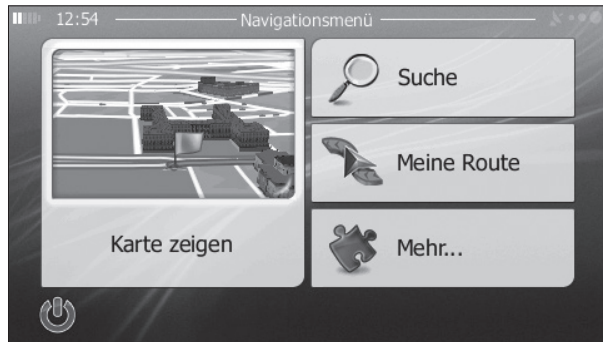 12:54
Navigationsmenü
Suche
Meine Route
Karte zeigen
Mehr...